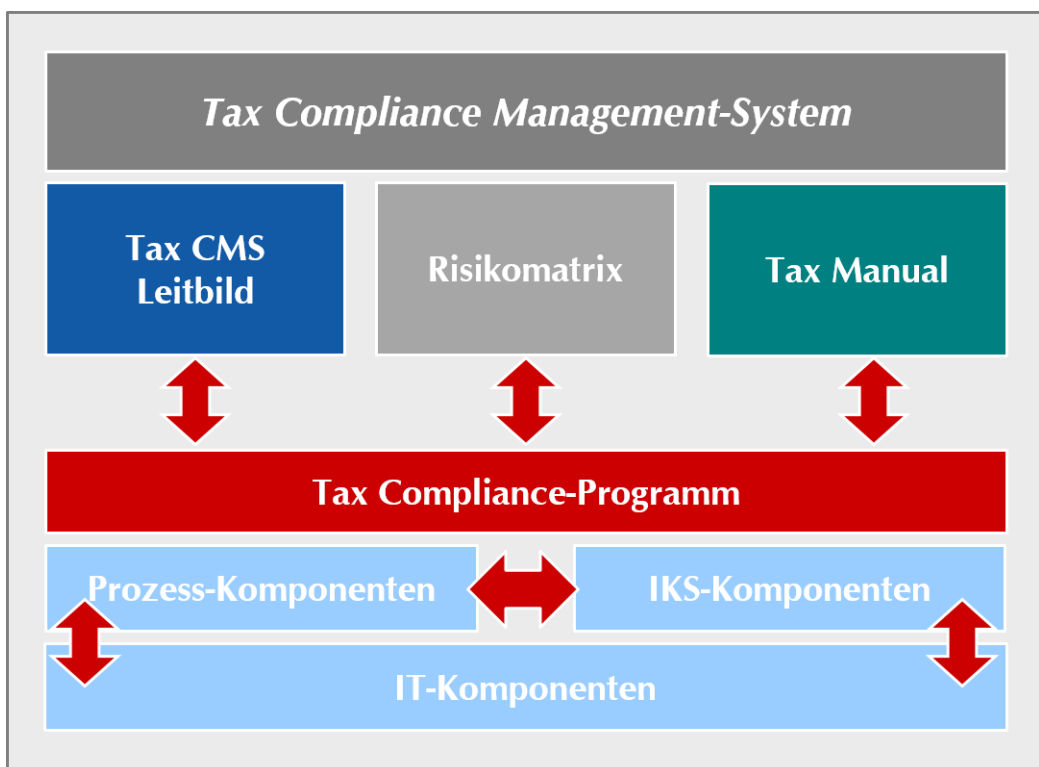 Tax Compliance Management-System
Tax CMS
Leitbild
Risikomatrix
Tax Manual
Tax Compliance-Programm
Prozess-Komponenten
IKS-Komponenten
IT-Komponenten